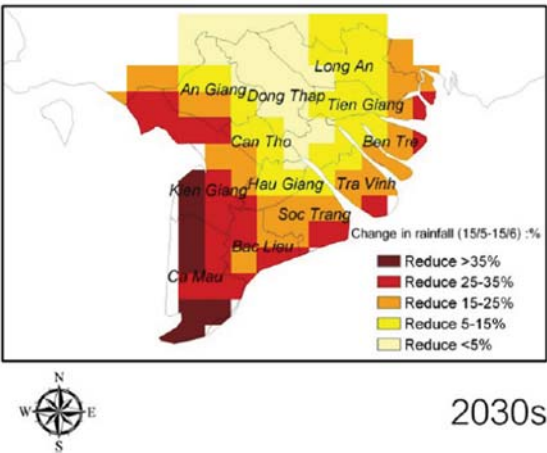 Long An
An Giang
Dong Thap
Tien Giang
Can Tho
Ben Tre
Kien Giang
Hau Giang
Tra Vinh
Soc Trang
Change in rainfall (15/5-15/6) :%
Bac Lieu
Reduce >35%
Ca Mau
Reduce 25-35%
Reduce 15-25%
Reduce 5-15%
Reduce <5%
N
W
E
S
2030s